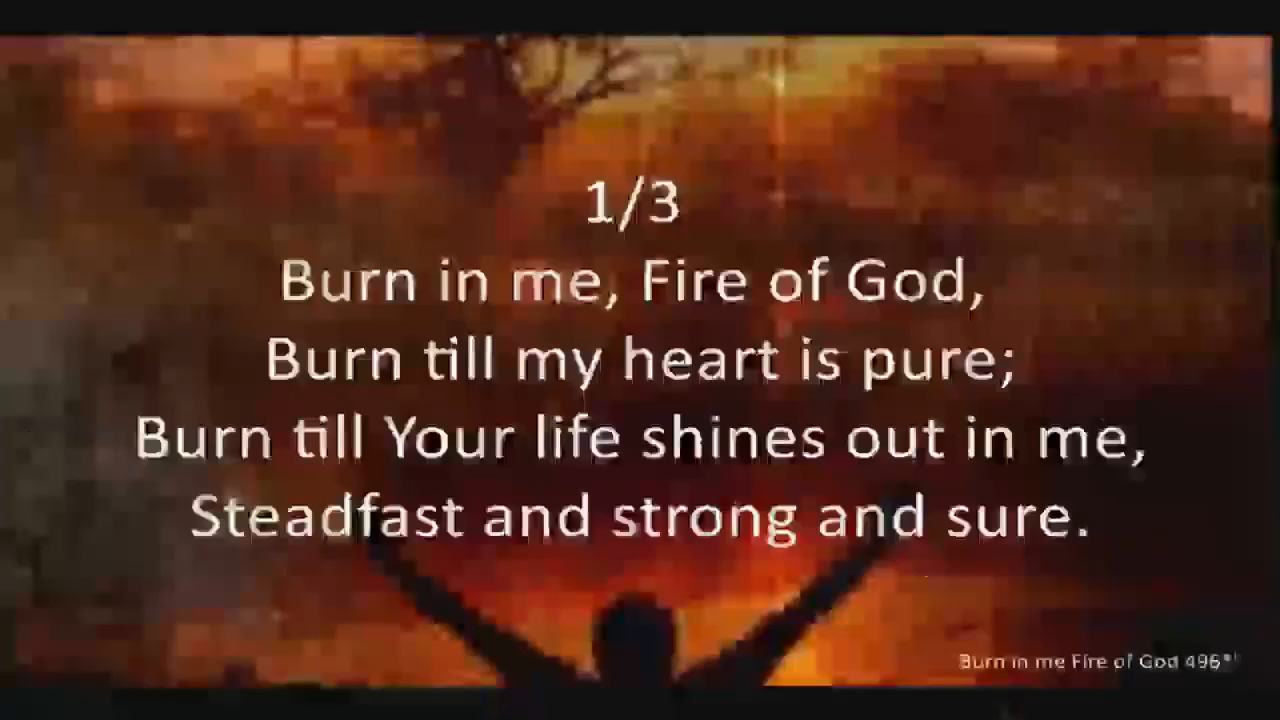 1/3
Burn in me, Fire of God,
Burn till my heart is pure;
Burn till Your life shines out in me,
Steadfast and strong and sure.
Burn in me Fire of God 496*